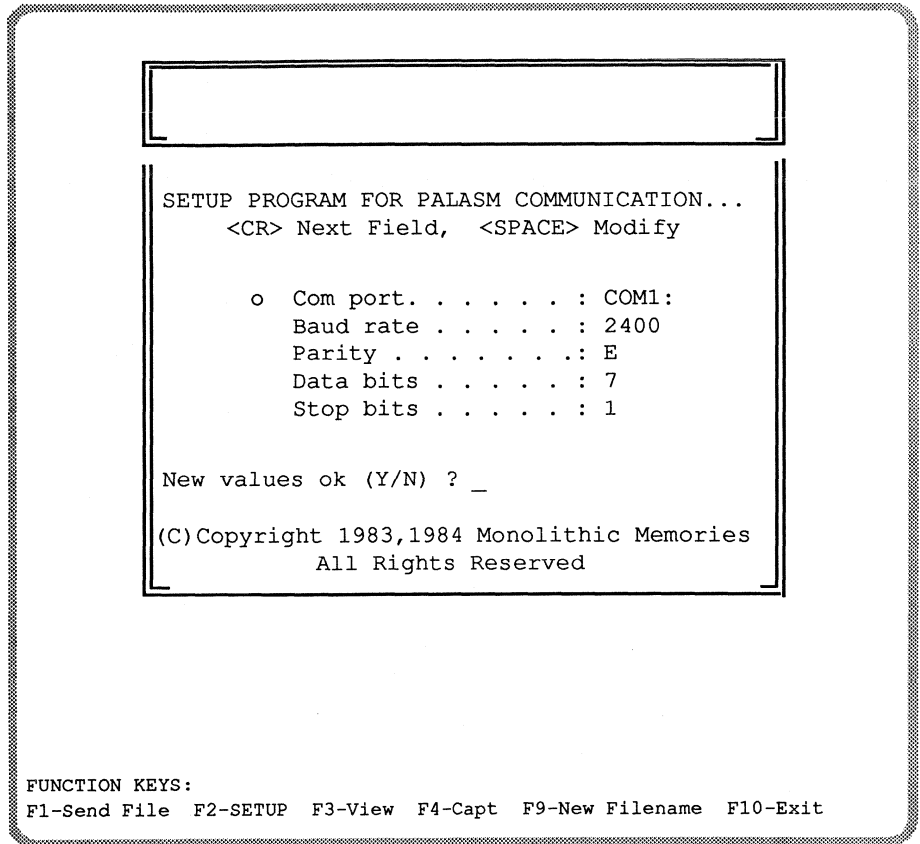 SETUP PROGRAM FOR PALASM COMMUNICATION...
<CR> Next Field, <SPACE> Modify
o Com port. . . . . . : COM1:
Baud rate . . . . . : 2400
Parity . . . . . . .: E
Data bits . . . . . : 7
Stop bits . . . . . : 1
New values ok (Y/N) ? _
(C)Copyright 1983,1984 Monolithic Memories
All Rights Reserved
FUNCTION KEYS:
F1-Send File F2-SETUP F3-View F4-Capt F9-New Filename F10-Exit